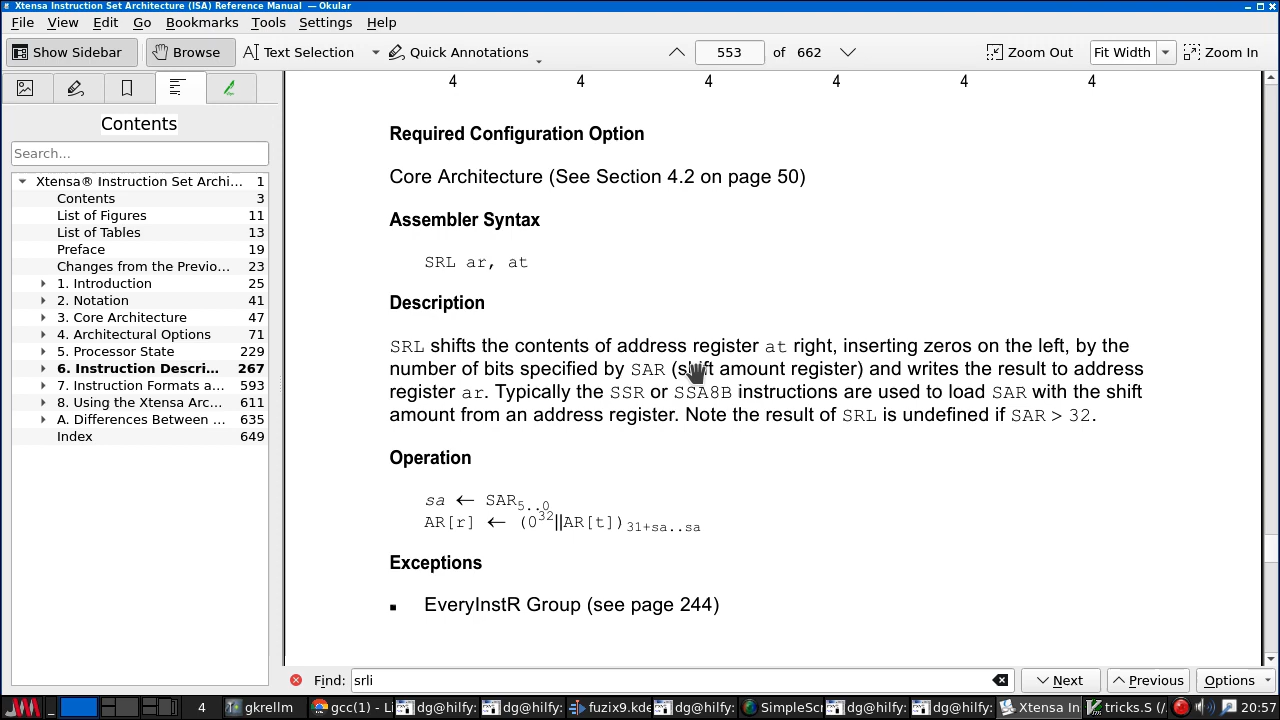 Xtensa Instruction Set Architecture (ISA) Reference Manual — Okular
File View Edit Go Bookmarks Tools Settings Help
Show Sidebar Browse Text Selection Quick Annotations 553 of 662 Zoom Out Fit Width Zoom In
Contents
Search...
Xtensa® Instruction Set Archi... 1
Contents 3
List of Figures 11
List of Tables 13
Preface 19
Changes from the Previo... 23
1. Introduction 25
2. Notation 41
3. Core Architecture 47
4. Architectural Options 71
5. Processor State 229
6. Instruction Descri... 267
7. Instruction Formats a... 593
8. Using the Xtensa Arc... 611
A. Differences Between ... 635
Index 649
4 4 4 4 4 4
Required Configuration Option
Core Architecture (See Section 4.2 on page 50)
Assembler Syntax
SRL ar, at
Description
SRL shifts the contents of address register at right, inserting zeros on the left, by the
number of bits specified by SAR (shift amount register) and writes the result to address
register ar. Typically the SSR or SSA8B instructions are used to load SAR with the shift
amount from an address register. Note the result of SRL is undefined if SAR > 32.
Operation
sa ← SAR5..0
AR[r] ← (0^32||AR[t])31+sa..sa
Exceptions
▪ EveryInstR Group (see page 244)
Find: srli Next Previous Options
4 gkrellm gcc(1) - Li dg@hilfy: dg@hilfy: fuzix9.kde dg@hilfy: SimpleScr dg@hilfy: dg@hilfy: Xtensa In tricks.S (/ 20:57